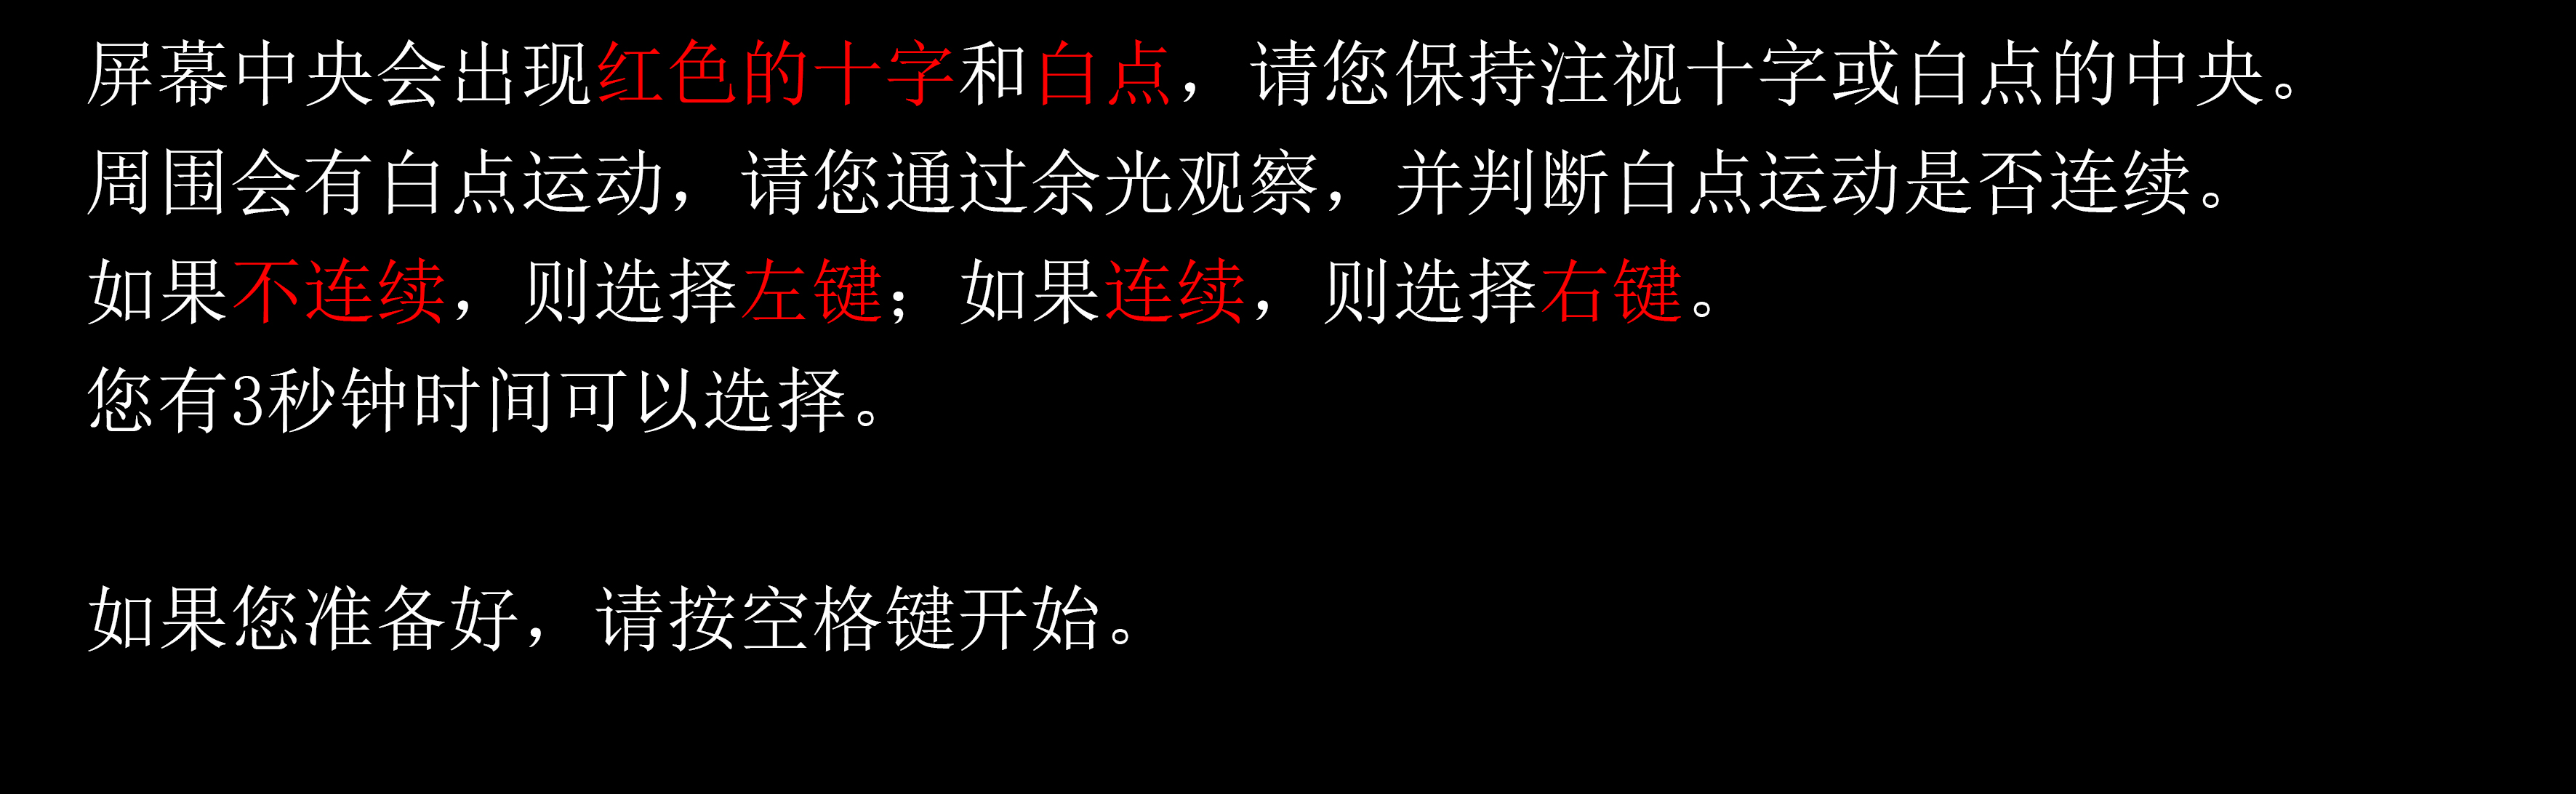 屏幕中央会出现红色的十字和白点，请您保持注视十字或白点的中央。
周围会有白点运动，请您通过余光观察，并判断白点运动是否连续。
如果不连续，则选择左键；如果连续，则选择右键。
您有3秒钟时间可以选择。
如果您准备好，请按空格键开始。